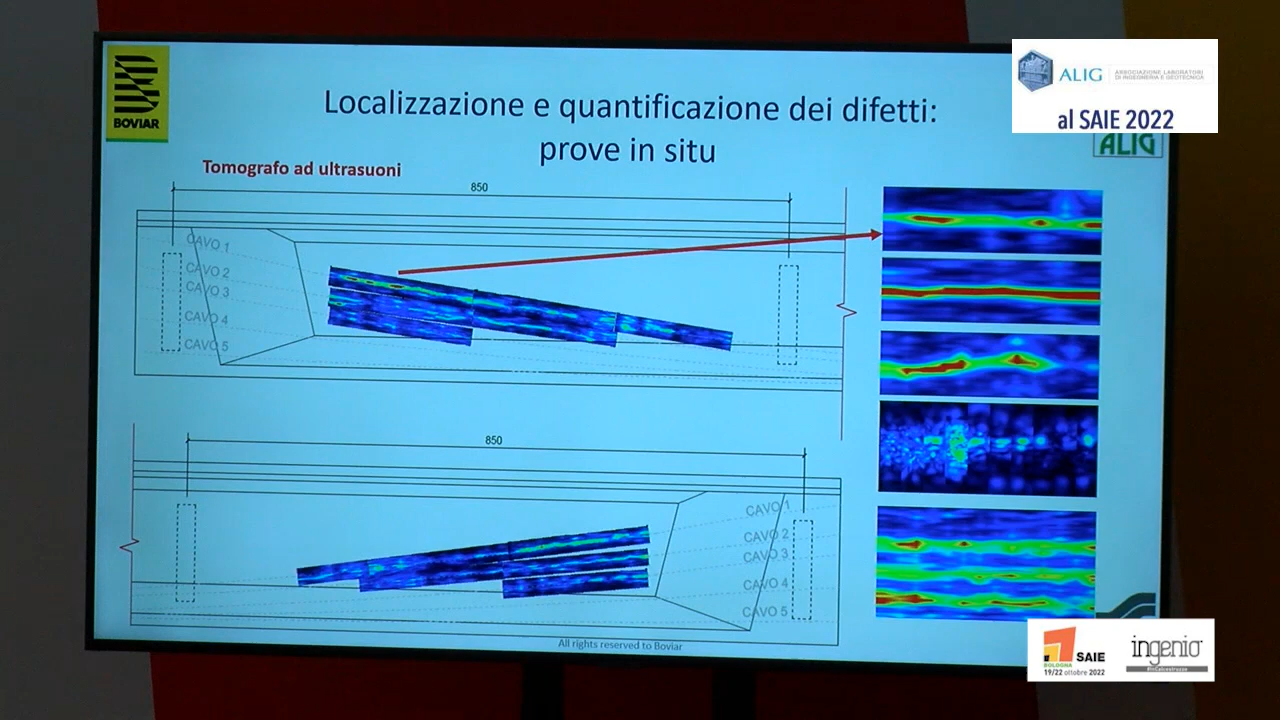 BOVIAR
ALIG
ASSOCIAZIONE LABORATORI
DI INGEGNERIA E GEOTECNICA
al SAIE 2022
ALIG
Localizzazione e quantificazione dei difetti:
prove in situ
Tomografo ad ultrasuoni
850
CAVO 1
CAVO 2
CAVO 3
CAVO 4
CAVO 5
850
CAVO 1
CAVO 2
CAVO 3
CAVO 4
CAVO 5
All rights reserved to Boviar
SAIE
BOLOGNA
19/22 ottobre 2022
ingenio
#inCalcestruzzo